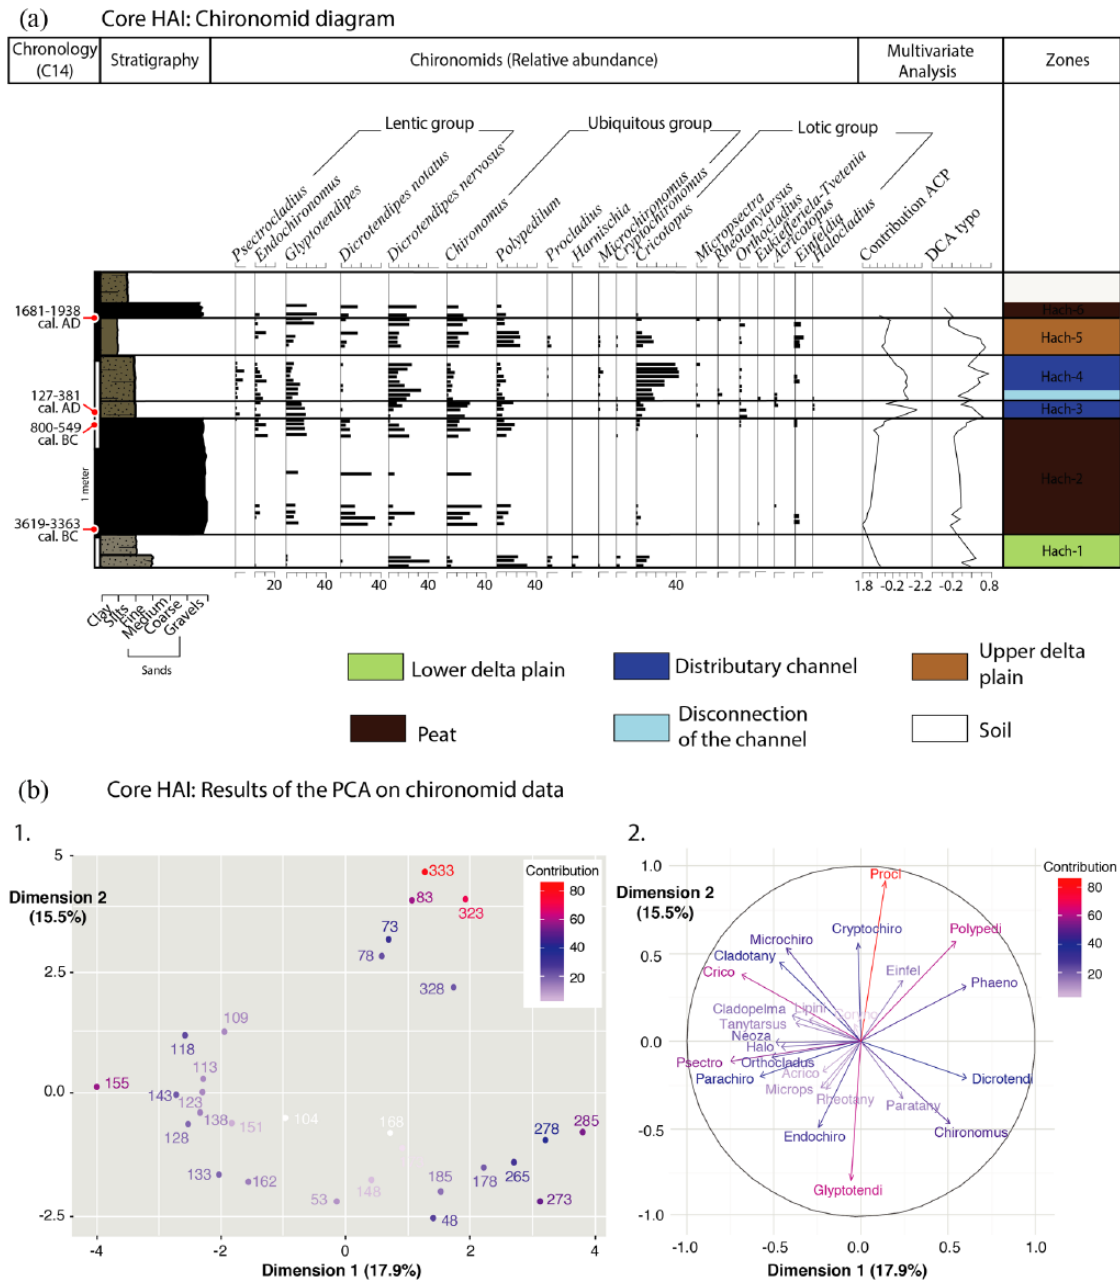 (a) Core HAI: Chironomid diagram
Chronology (C14)
Stratigraphy
Chironomids (Relative abundance)
Multivariate Analysis
Zones
Lentic group
Ubiquitous group
Lotic group
Psectrocladius
Endochironomus
Glyptotendipes
Dicrotendipes notatus
Dicrotendipes nervosus
Chironomus
Polypedilum
Procladius
Harnischia
Microchironomus
Cryptochironomus
Cricotopus
Micropsectra
Rheotanytarsus
Orthocladius
Eukiefferiela-Tvetenia
Acricotopus
Einfeldia
Halocladius
Contribution ACP
DCA typo
1681-1938
cal. AD
127-381
cal. AD
800-549
cal. BC
1 meter
3619-3363
cal. BC
Hach-6
Hach-5
Hach-4
Hach-3
Hach-2
Hach-1
20 40 40 40 40 40 40 1.8 -0.2 -2.2 -0.2 0.8
Clay
Silts
Fine
Medium
Coarse
Gravels
Sands
Lower delta plain
Distributary channel
Upper delta
plain
Peat
Disconnection
of the channel
Soil
(b) Core HAI: Results of the PCA on chironomid data
1.
5
Dimension 2
(15.5%)
2.5
0.0
-2.5
-4 -2 0 2 4
Dimension 1 (17.9%)
Contribution
80
60
40
20
333
83
323
73
78
328
109
118
113
155
143
123
138
151
128
104
168
133
162
53
148
185
48
178
265
278
285
273
2.
1.0
Dimension 2
(15.5%)
0.5
0.0
-0.5
-1.0
-1.0 -0.5 0.0 0.5 1.0
Dimension 1 (17.9%)
Contribution
80
60
40
20
Procl
Cryptochiro
Polypedi
Microchiro
Cladotany
Crico
Einfel
Phaeno
Cladopelma
Lipini
Tanytarsus
Neoza
Halo
Psectro
Orthocladus
Parachiro
Acrico
Microps
Rheotany
Paratany
Dicrotendi
Endochiro
Chironomus
Glyptotendi